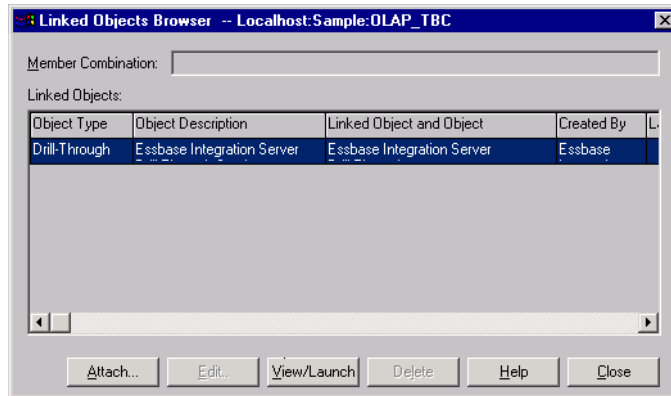 Linked Objects Browser -- Localhost:Sample:OLAP_TBC
Member Combination:
Linked Objects:
Object Type Object Description Linked Object and Object Created By
Drill-Through Essbase Integration Server Essbase Integration Server Essbase
Attach... Edit.. View/Launch Delete Help Close